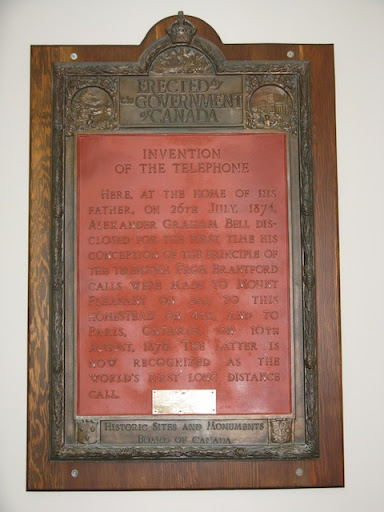 ERECTED by
the GOVERNMENT
of CANADA
INVENTION
OF THE TELEPHONE
HERE, AT THE HOME OF HIS
FATHER, ON 26TH JULY, 1874,
ALEXANDER GRAHAM BELL DIS-
CLOSED FOR THE FIRST TIME HIS
CONCEPTION OF THE PRINCIPLE OF
THE TELEPHONE. FROM BRANTFORD
CALLS WERE MADE TO MOUNT
PLEASANT ON AND TO THIS
HOMESTEAD ON AND TO
PARIS, ONTARIO, ON 10TH
AUGUST, 1876. THE LATTER IS
NOW RECOGNIZED AS THE
WORLD'S FIRST LONG DISTANCE
CALL.
HISTORIC SITES AND MONUMENTS
BOARD OF CANADA